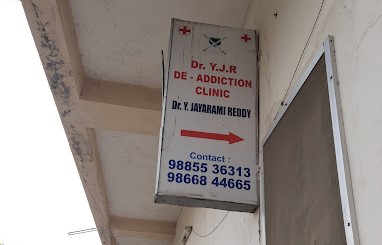 Dr. Y.J.R
DE - ADDICTION
CLINIC
Dr. Y. JAYARAMI REDDY
Contact :
98855 36313
98668 44665